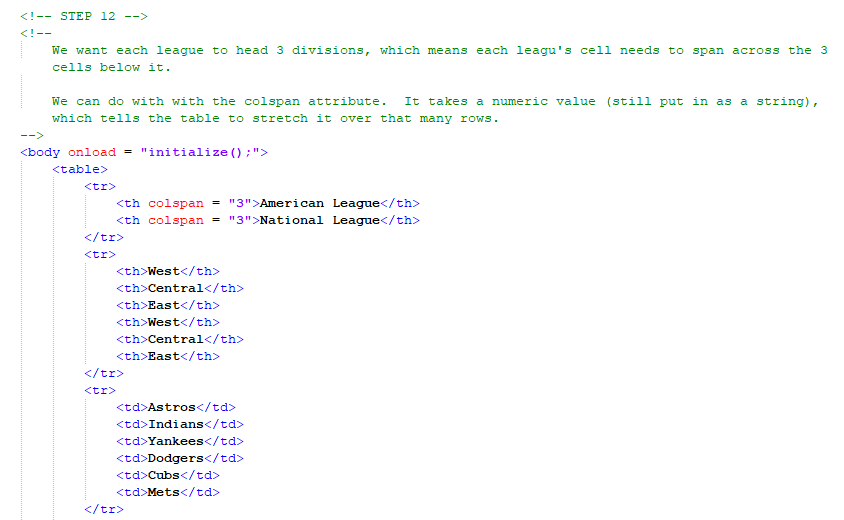 <!-- STEP 12 -->
<!--
We want each league to head 3 divisions, which means each leagu's cell needs to span across the 3
cells below it.
We can do with with the colspan attribute.  It takes a numeric value (still put in as a string),
which tells the table to stretch it over that many rows.
-->
<body onload = "initialize();">
<table>
<tr>
<th colspan = "3">American League</th>
<th colspan = "3">National League</th>
</tr>
<tr>
<th>West</th>
<th>Central</th>
<th>East</th>
<th>West</th>
<th>Central</th>
<th>East</th>
</tr>
<tr>
<td>Astros</td>
<td>Indians</td>
<td>Yankees</td>
<td>Dodgers</td>
<td>Cubs</td>
<td>Mets</td>
</tr>